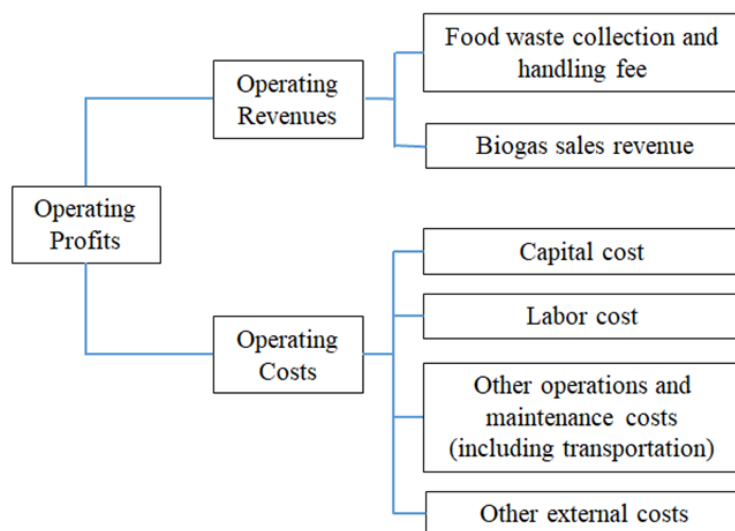 Food waste collection and
handling fee
Operating
Revenues
Biogas sales revenue
Operating
Profits
Capital cost
Labor cost
Operating
Costs
Other operations and
maintenance costs
(including transportation)
Other external costs